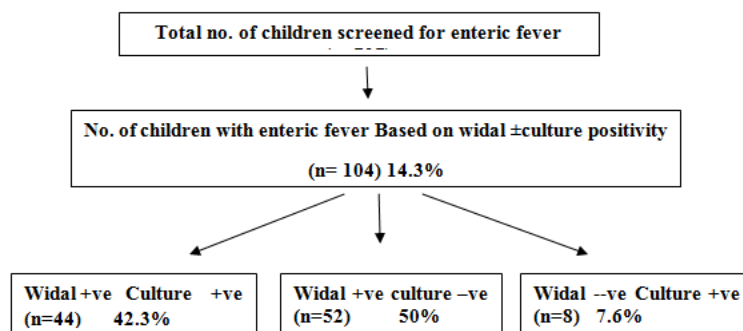 Total no. of children screened for enteric fever
No. of children with enteric fever Based on widal ±culture positivity
(n= 104) 14.3%
Widal +ve Culture +ve
(n=44) 42.3%
Widal +ve culture –ve
(n=52) 50%
Widal --ve Culture +ve
(n=8) 7.6%